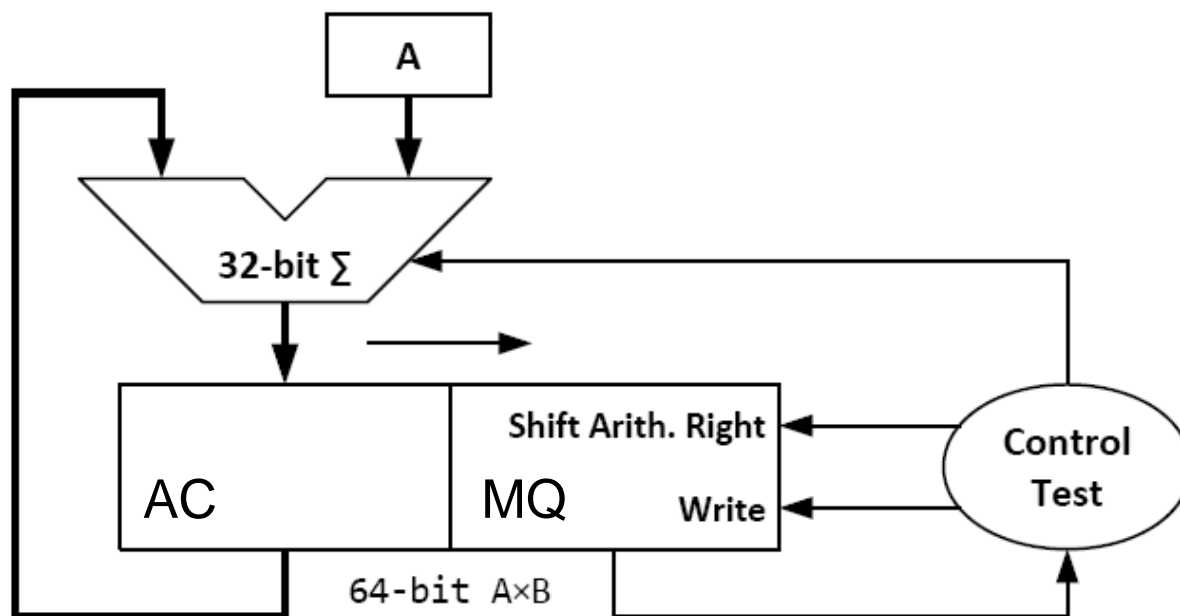 A
32-bit ∑
Shift Arith. Right
AC
MQ
Write
Control
Test
64-bit A×B